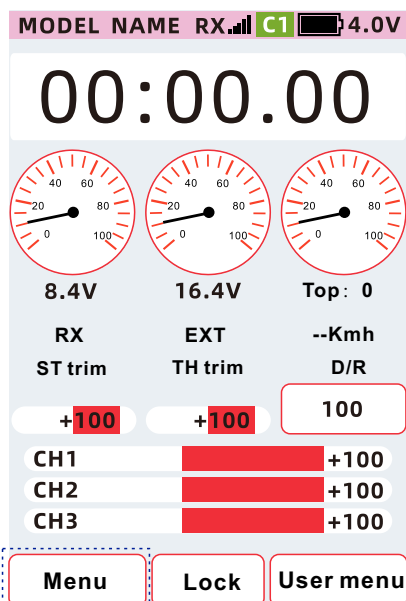 MODEL NAME RX C1 4.0V
00:00.00
40 60 40 60 40 60
20 80 20 80 20 80
0 100 0 100 0 100
8.4V 16.4V Top: 0
RX EXT --Kmh
ST trim TH trim D/R
+100 +100 100
CH1 +100
CH2 +100
CH3 +100
Menu Lock User menu